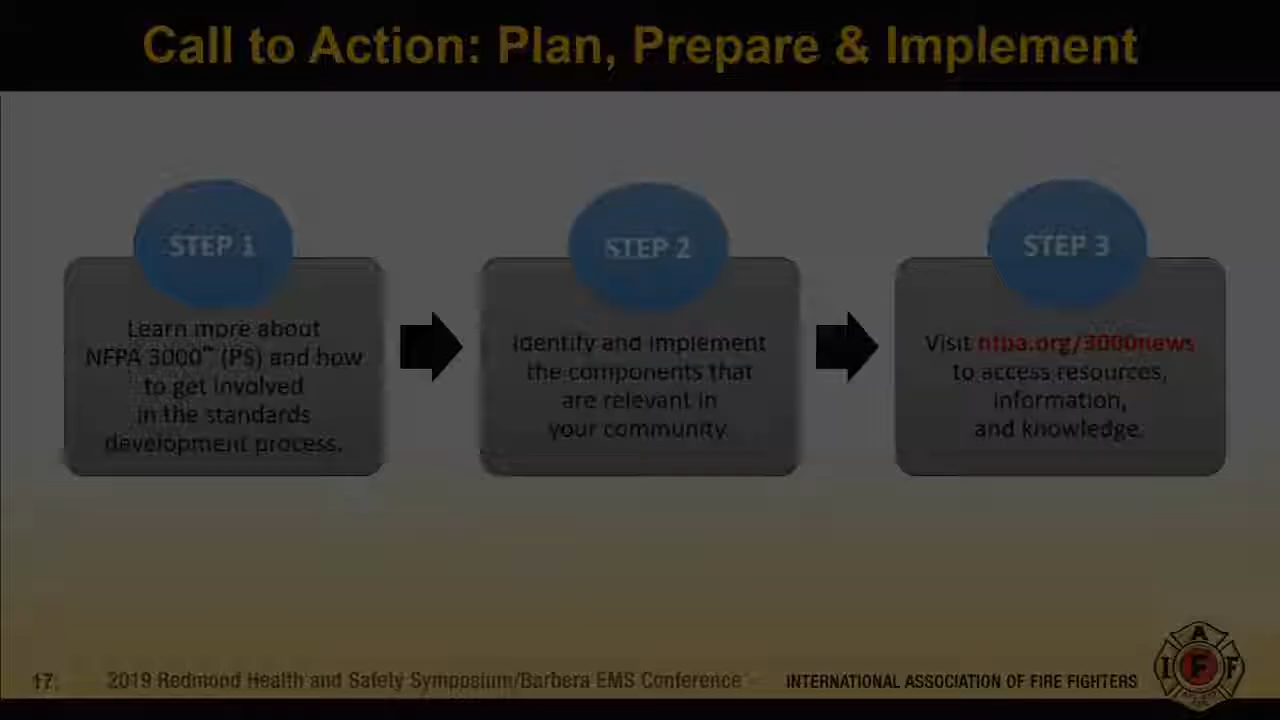 Call to Action: Plan, Prepare & Implement
STEP 1
Learn more about
NFPA 3000™ (PS) and how
to get involved
in the standards
development process.
STEP 2
Identify and implement
the components that
are relevant in
your community.
STEP 3
Visit nfpa.org/3000news
to access resources,
information,
and knowledge.
17
2019 Redmond Health and Safety Symposium/Barbera EMS Conference
INTERNATIONAL ASSOCIATION OF FIRE FIGHTERS
I A F F